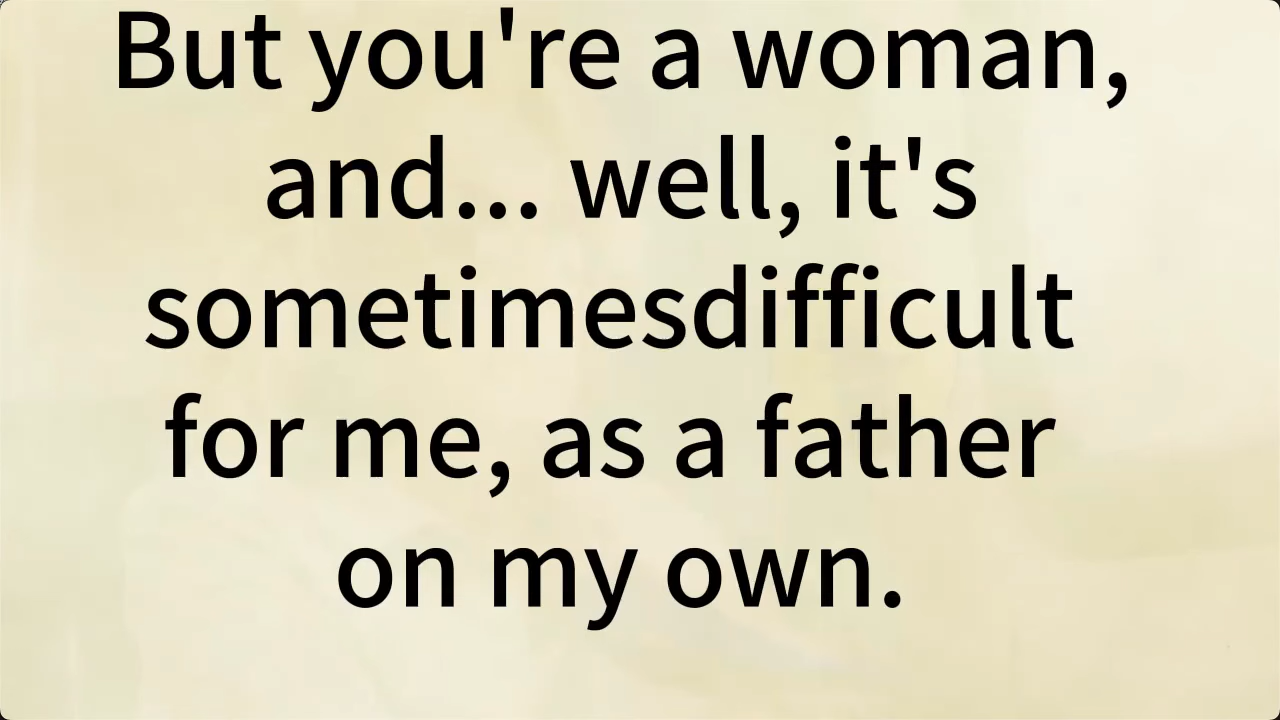 But you're a woman,
and... well, it's
sometimesdifficult
for me, as a father
on my own.